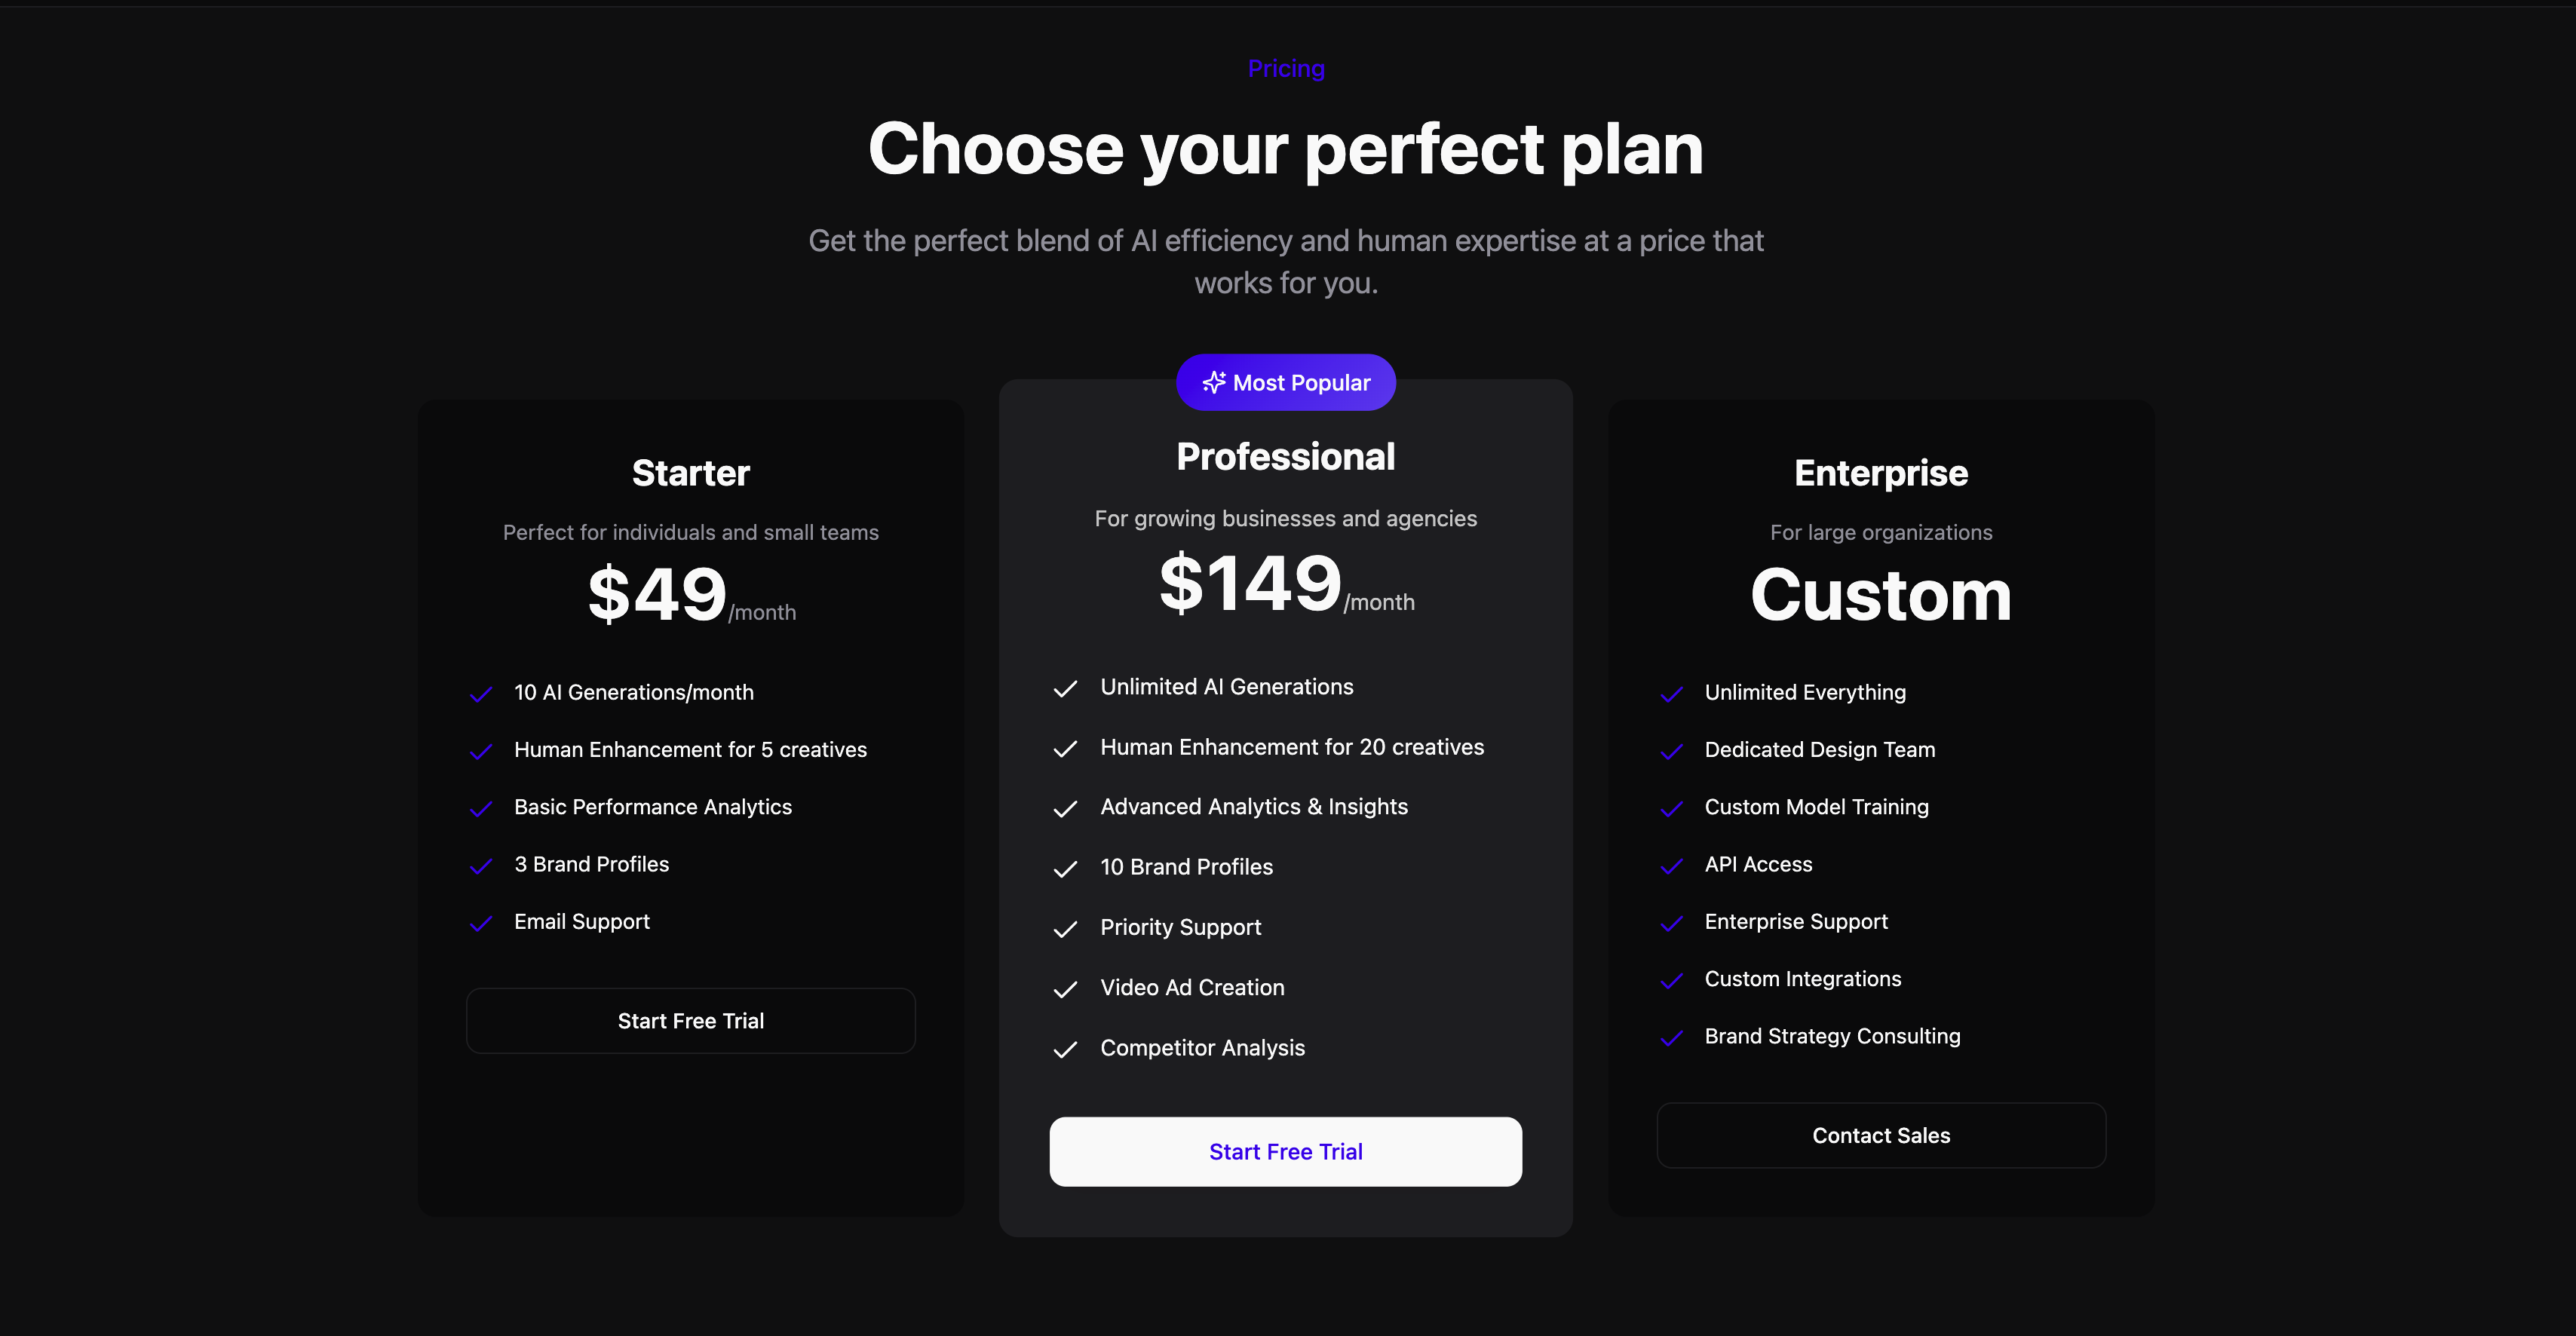 Pricing
Choose your perfect plan
Get the perfect blend of AI efficiency and human expertise at a price that
works for you.
Starter
Perfect for individuals and small teams
$49/month
10 AI Generations/month
Human Enhancement for 5 creatives
Basic Performance Analytics
3 Brand Profiles
Email Support
Start Free Trial
Most Popular
Professional
For growing businesses and agencies
$149/month
Unlimited AI Generations
Human Enhancement for 20 creatives
Advanced Analytics & Insights
10 Brand Profiles
Priority Support
Video Ad Creation
Competitor Analysis
Start Free Trial
Enterprise
For large organizations
Custom
Unlimited Everything
Dedicated Design Team
Custom Model Training
API Access
Enterprise Support
Custom Integrations
Brand Strategy Consulting
Contact Sales